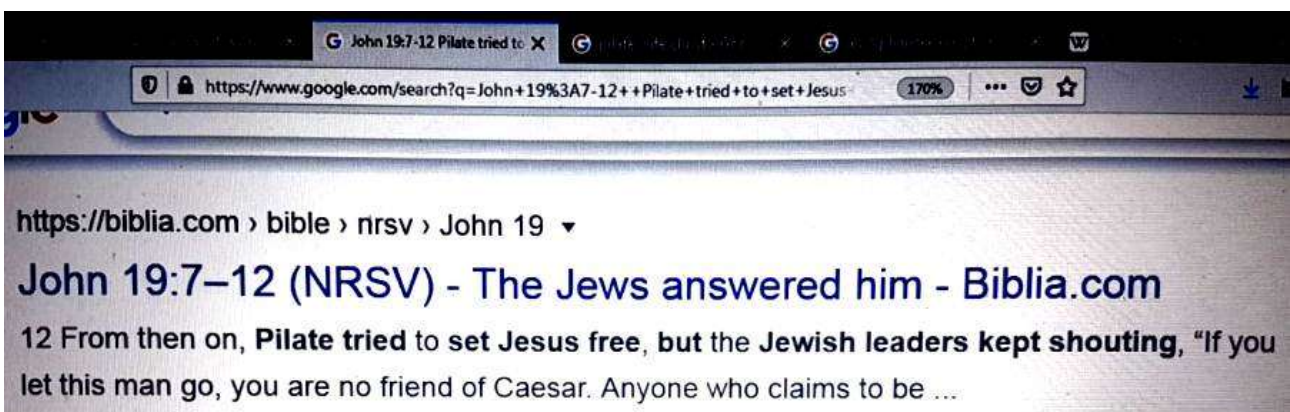 John 19:7-12 Pilate tried to
https://www.google.com/search?q=John+19%3A7-12++Pilate+tried+to+set+Jesus 170%
https://biblia.com › bible › nrsv › John 19
John 19:7–12 (NRSV) - The Jews answered him - Biblia.com
12 From then on, Pilate tried to set Jesus free, but the Jewish leaders kept shouting, “If you
let this man go, you are no friend of Caesar. Anyone who claims to be ...